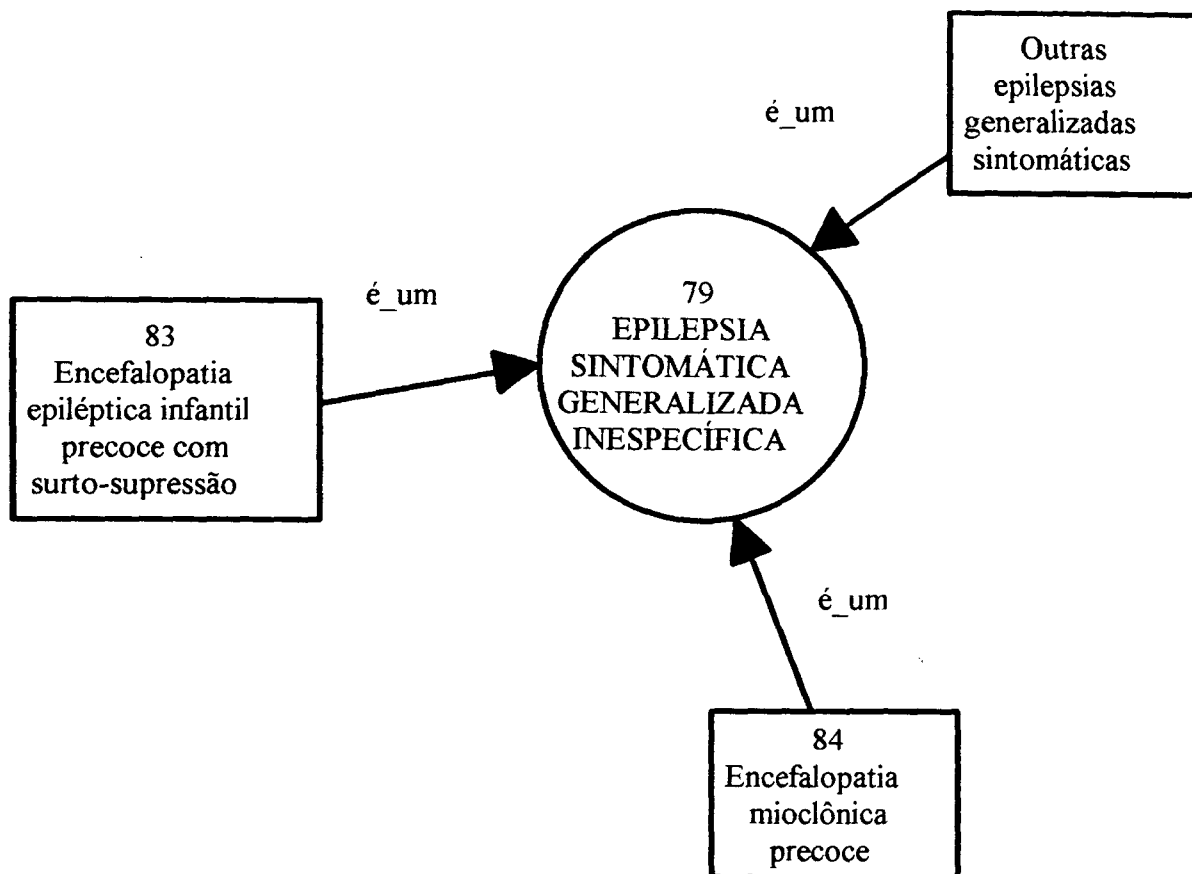 Outras
epilepsias
generalizadas
sintomáticas
é_um
é_um
83
Encefalopatia
epiléptica infantil
precoce com
surto-supressão
79
EPILEPSIA
SINTOMÁTICA
GENERALIZADA
INESPECÍFICA
é_um
84
Encefalopatia
mioclônica
precoce